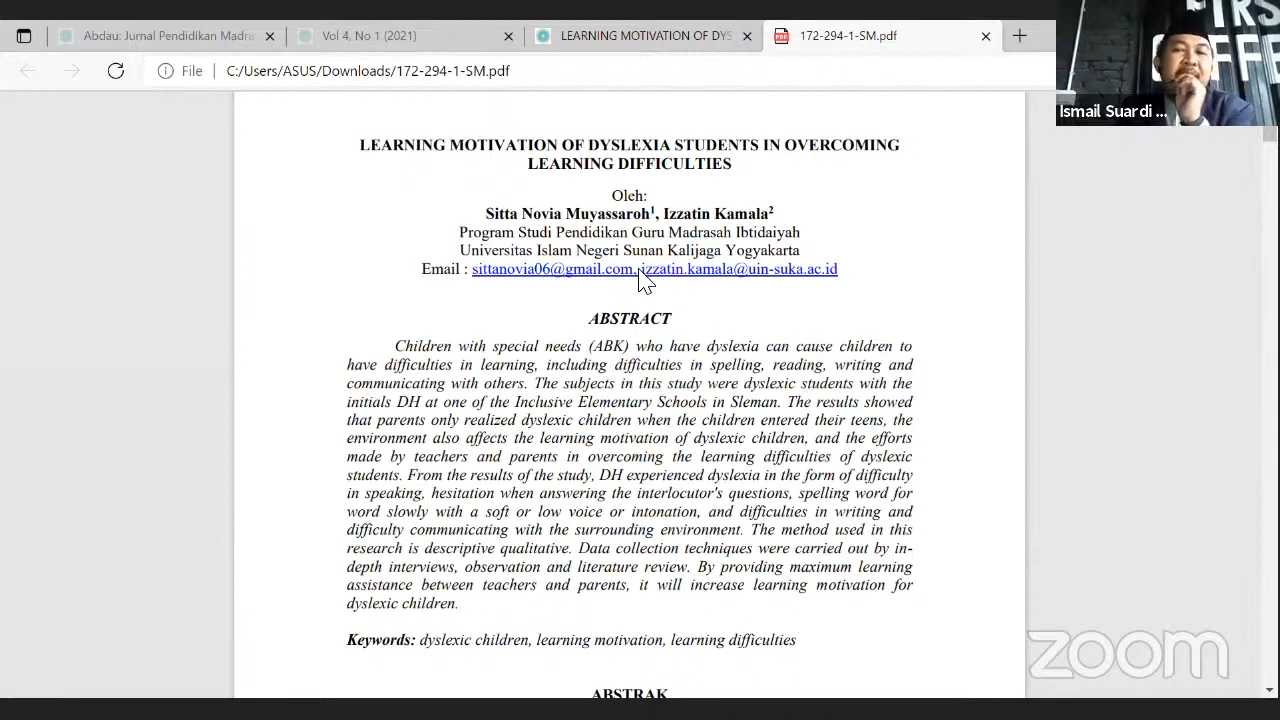 Abdau: Jurnal Pendidikan Madra
Vol 4, No 1 (2021)
LEARNING MOTIVATION OF DYS
172-294-1-SM.pdf
File
C:/Users/ASUS/Downloads/172-294-1-SM.pdf
Ismail Suardi ...
LEARNING MOTIVATION OF DYSLEXIA STUDENTS IN OVERCOMING
LEARNING DIFFICULTIES
Oleh:
Sitta Novia Muyassaroh¹, Izzatin Kamala²
Program Studi Pendidikan Guru Madrasah Ibtidaiyah
Universitas Islam Negeri Sunan Kalijaga Yogyakarta
Email : sittanovia06@gmail.com, izzatin.kamala@uin-suka.ac.id
ABSTRACT
Children with special needs (ABK) who have dyslexia can cause children to
have difficulties in learning, including difficulties in spelling, reading, writing and
communicating with others. The subjects in this study were dyslexic students with the
initials DH at one of the Inclusive Elementary Schools in Sleman. The results showed
that parents only realized dyslexic children when the children entered their teens, the
environment also affects the learning motivation of dyslexic children, and the efforts
made by teachers and parents in overcoming the learning difficulties of dyslexic
students. From the results of the study, DH experienced dyslexia in the form of difficulty
in speaking, hesitation when answering the interlocutor's questions, spelling word for
word slowly with a soft or low voice or intonation, and difficulties in writing and
difficulty communicating with the surrounding environment. The method used in this
research is descriptive qualitative. Data collection techniques were carried out by in-
depth interviews, observation and literature review. By providing maximum learning
assistance between teachers and parents, it will increase learning motivation for
dyslexic children.
Keywords: dyslexic children, learning motivation, learning difficulties
ABSTRAK
zoom